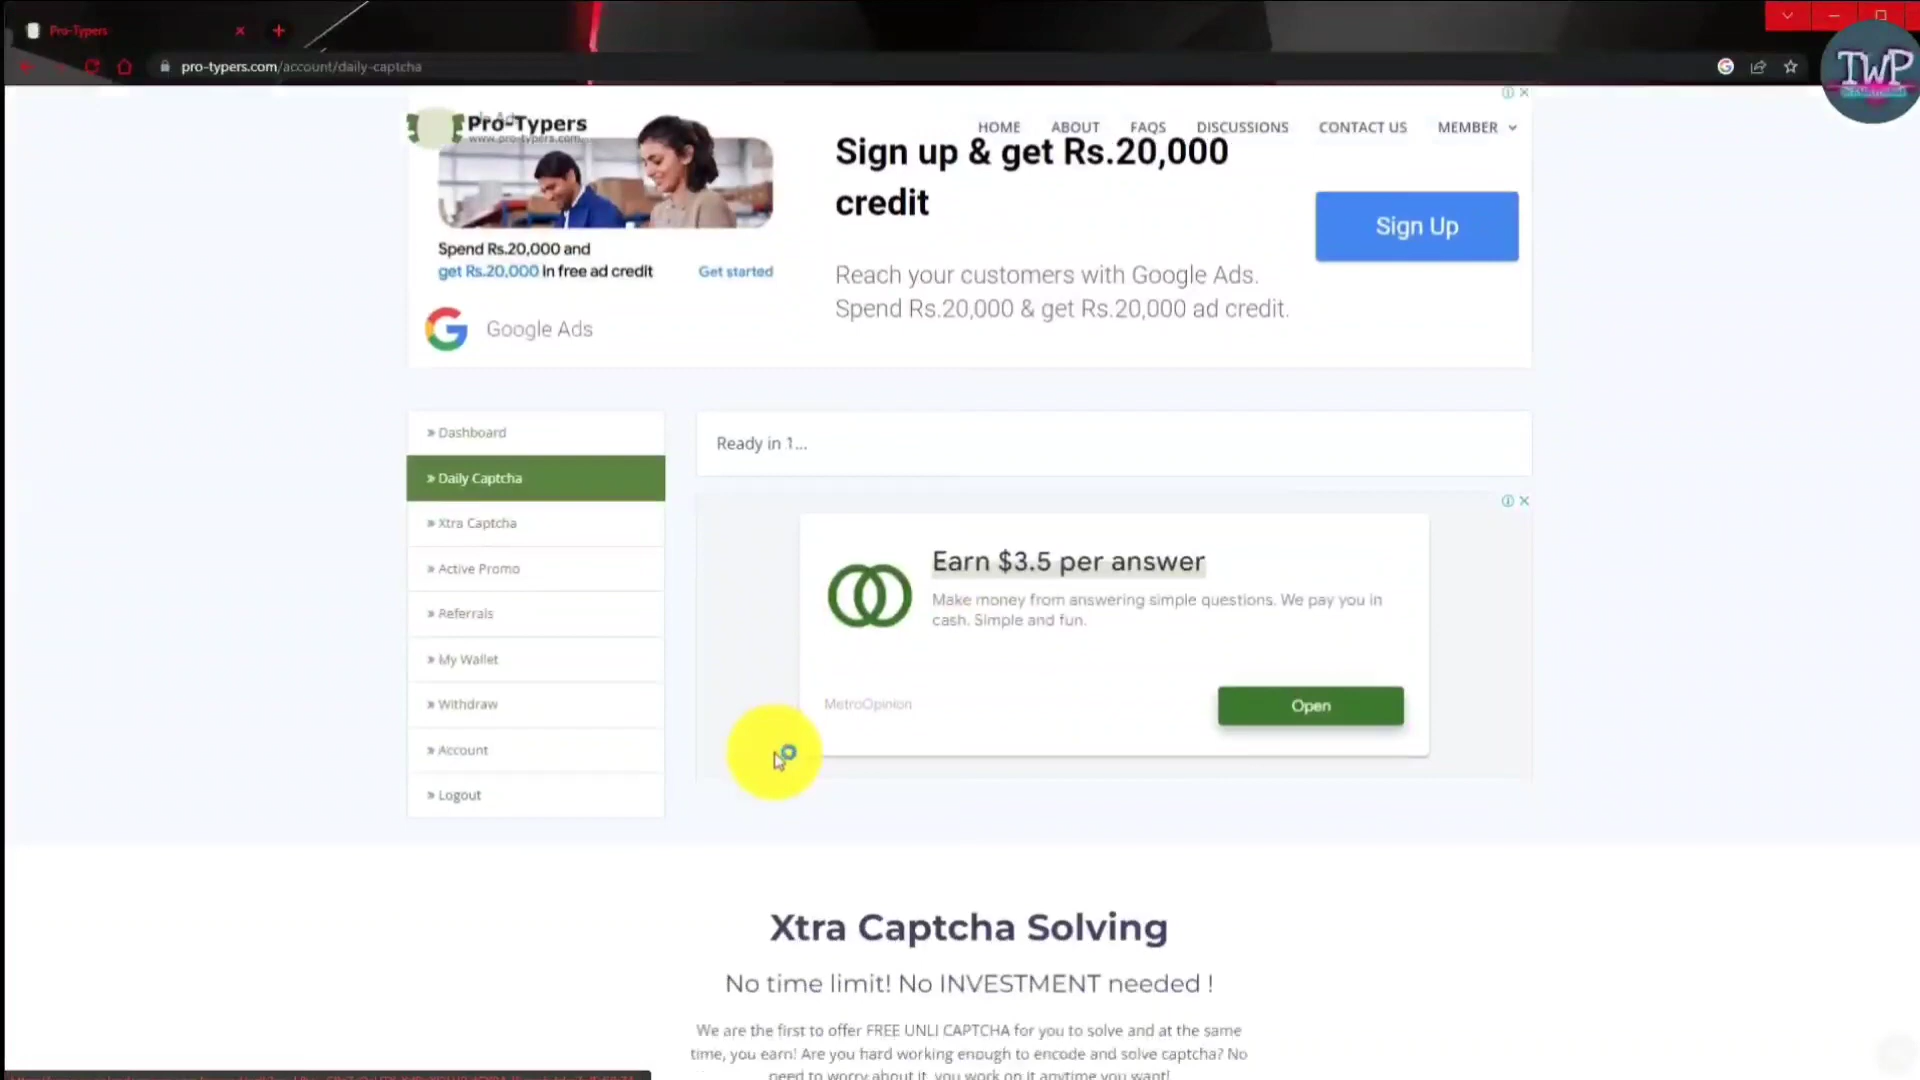 Pro-Typers
pro-typers.com/account/daily-captcha
TWP
Pro-Typers
www.pro-typers.com
HOME
ABOUT
FAQS
DISCUSSIONS
CONTACT US
MEMBER
Sign up & get Rs.20,000
credit
Sign Up
Spend Rs.20,000 and
get Rs.20,000 in free ad credit
Get started
Reach your customers with Google Ads.
Spend Rs.20,000 & get Rs.20,000 ad credit.
Google Ads
» Dashboard
» Daily Captcha
» Xtra Captcha
» Active Promo
» Referrals
» My Wallet
» Withdraw
» Account
» Logout
Ready in 1...
Earn $3.5 per answer
Make money from answering simple questions. We pay you in
cash. Simple and fun.
MetroOpinion
Open
Xtra Captcha Solving
No time limit! No INVESTMENT needed !
We are the first to offer FREE UNLI CAPTCHA for you to solve and at the same
time, you earn! Are you hard working enough to encode and solve captcha? No
need to worry about it, you work on it anytime you want!